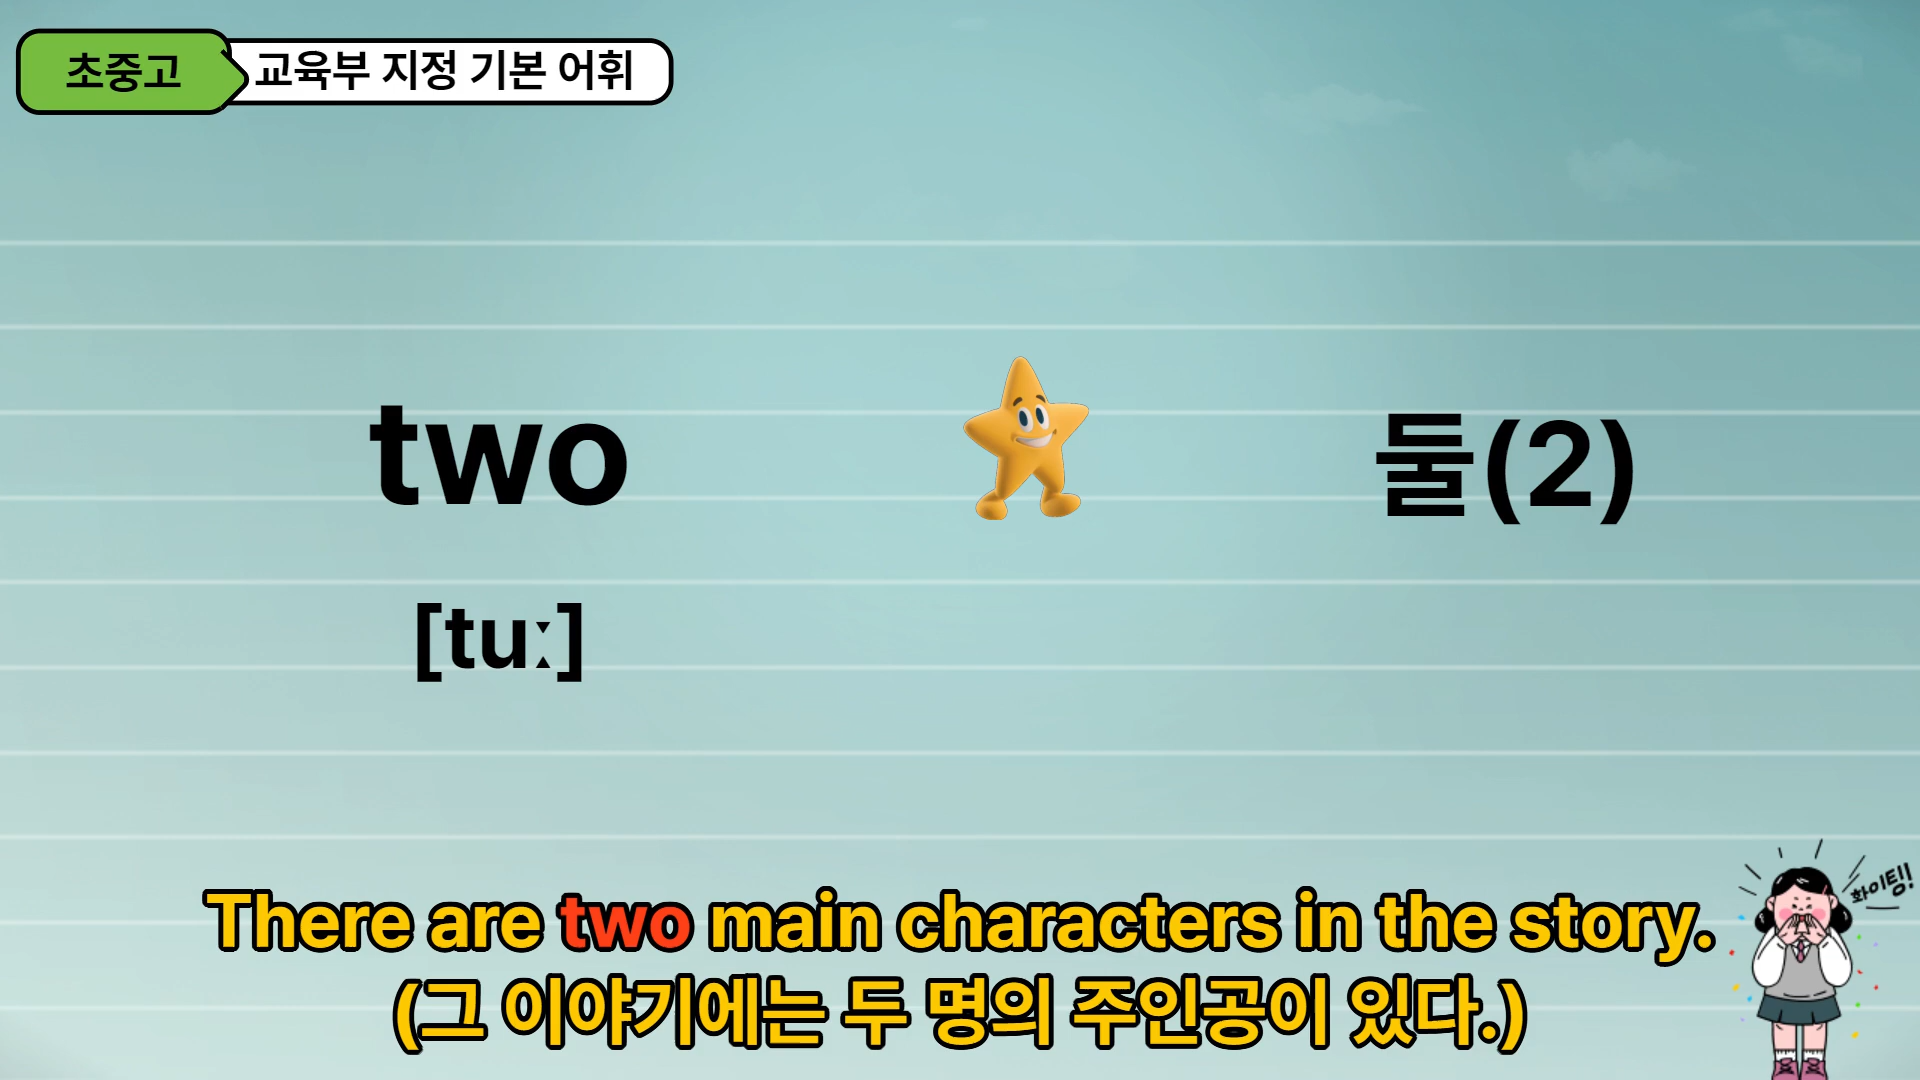 초중고
교육부 지정 기본 어휘
two
둘(2)
[tuː]
There are two main characters in the story.
(그 이야기에는 두 명의 주인공이 있다.)
화이팅!